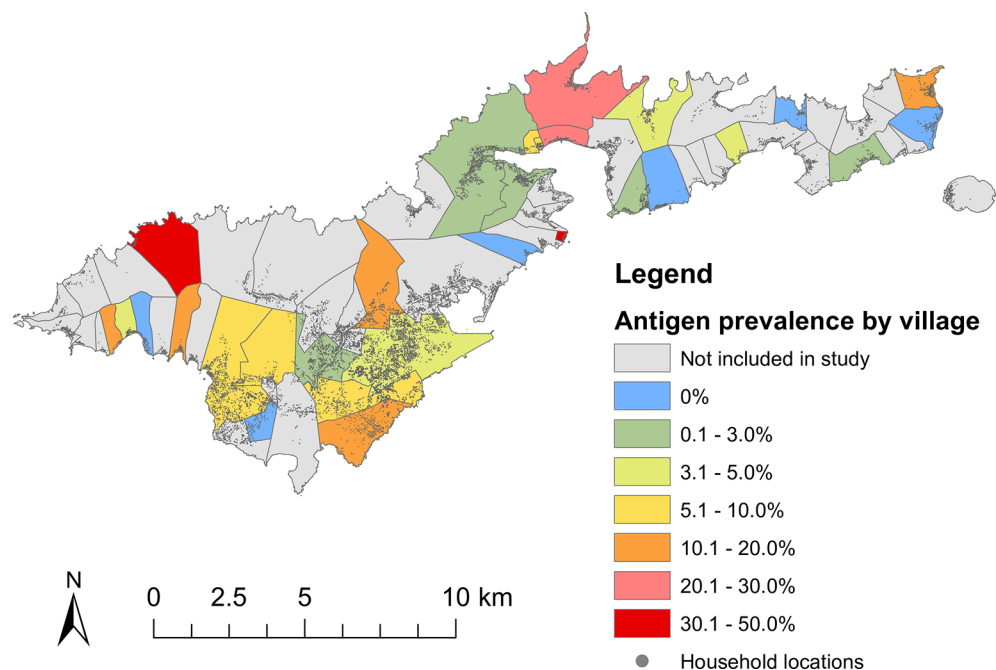 Legend
Antigen prevalence by village
Not included in study
0%
0.1 - 3.0%
3.1 - 5.0%
5.1 - 10.0%
10.1 - 20.0%
20.1 - 30.0%
30.1 - 50.0%
Household locations
N
0 2.5 5 10 km